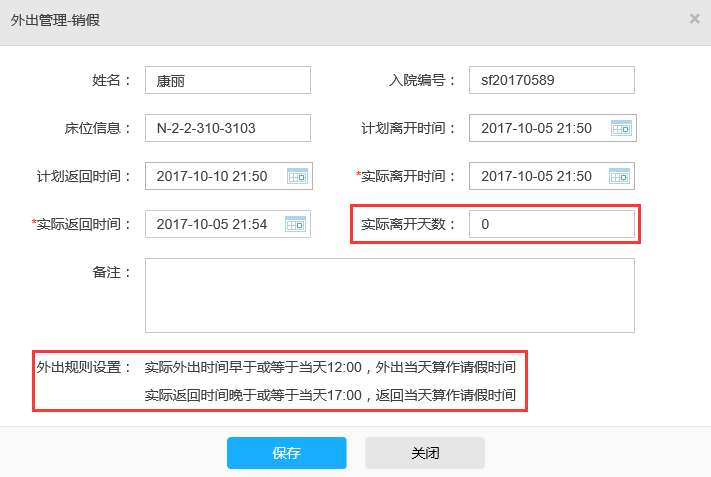 外出管理-销假
姓名： 康丽 入院编号： sf20170589
床位信息： N-2-2-310-3103 计划离开时间： 2017-10-05 21:50
计划返回时间： 2017-10-10 21:50 *实际离开时间： 2017-10-05 21:50
*实际返回时间： 2017-10-05 21:54 实际离开天数： 0
备注：
外出规则设置： 实际外出时间早于或等于当天12:00，外出当天算作请假时间
实际返回时间晚于或等于当天17:00，返回当天算作请假时间
保存 关闭